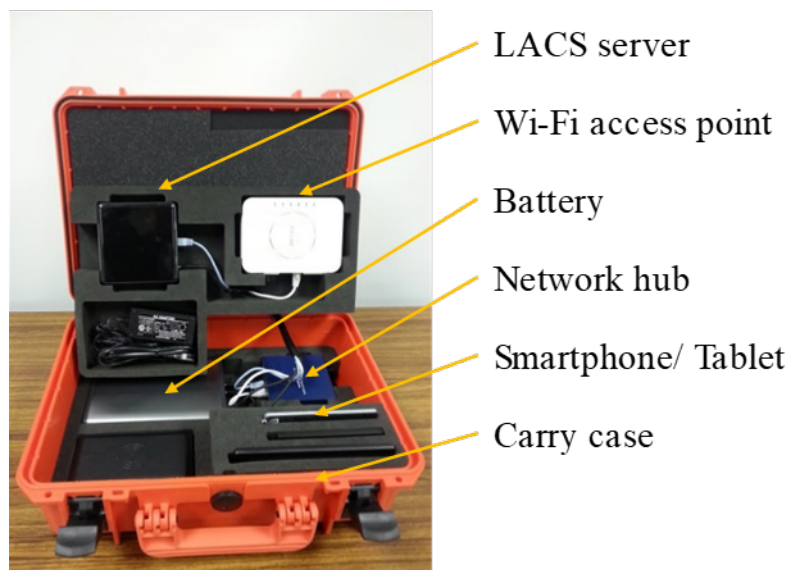 LACS server
Wi-Fi access point
Battery
Network hub
Smartphone/ Tablet
Carry case